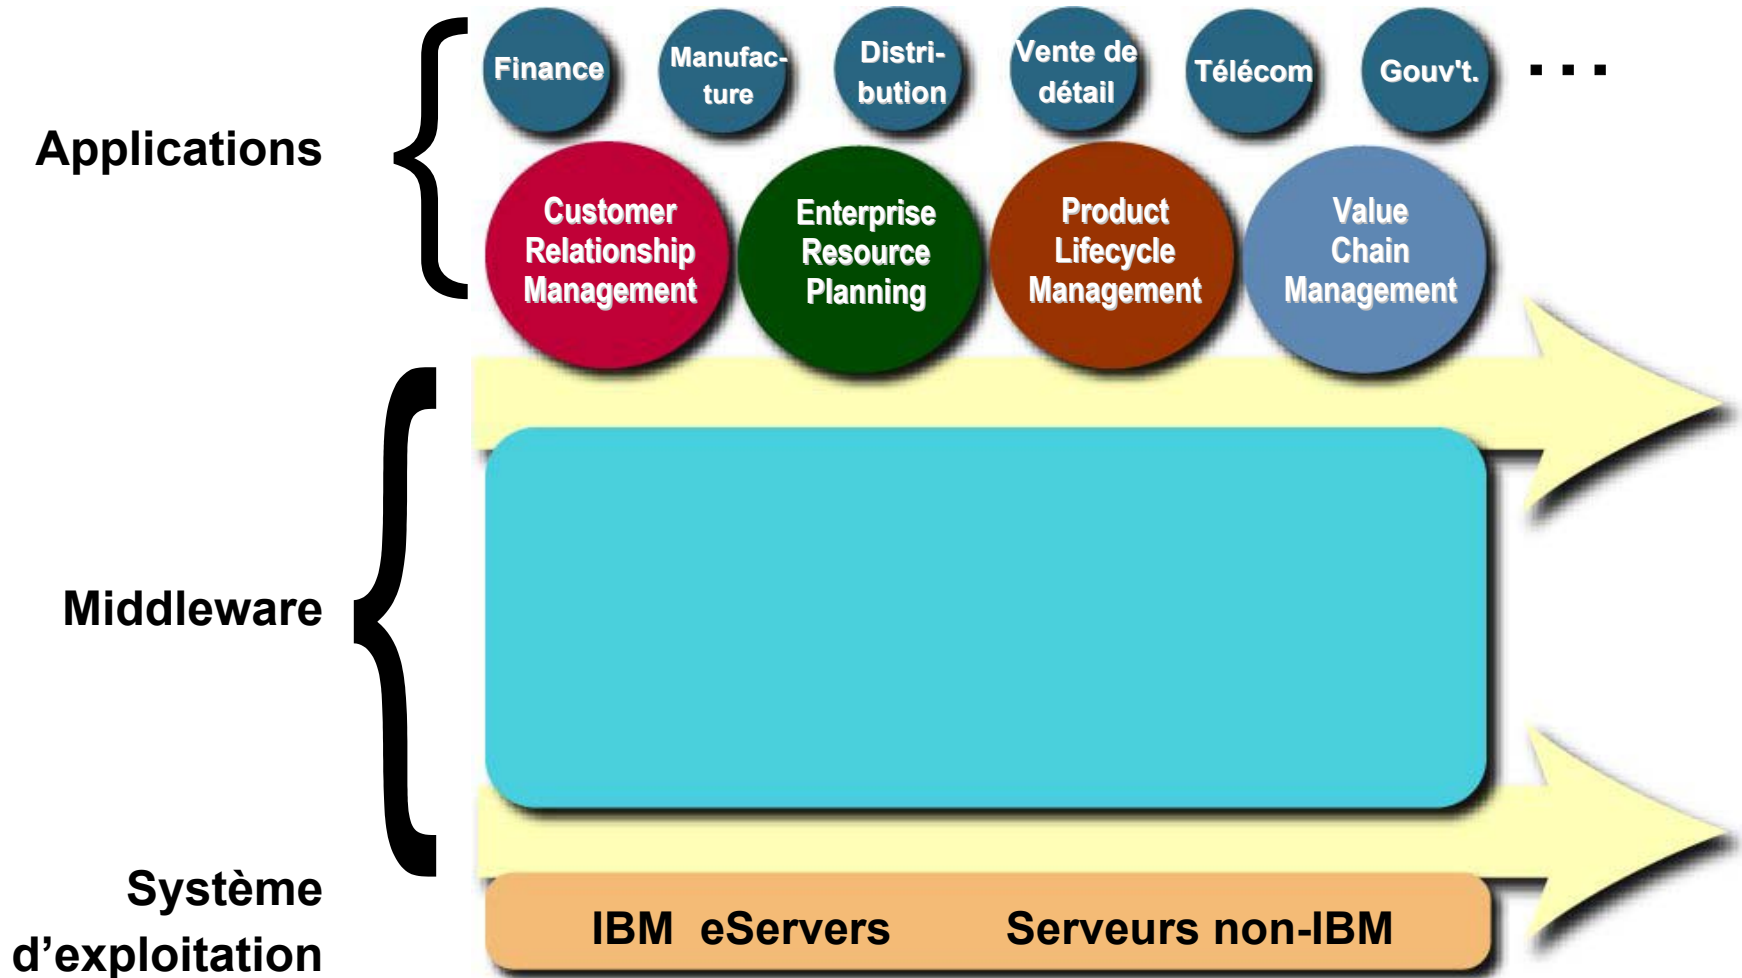 Finance
Manufac-
ture
Distri-
bution
Vente de
détail
Télécom
Gouv't.
...
Applications
Customer
Relationship
Management
Enterprise
Resource
Planning
Product
Lifecycle
Management
Value
Chain
Management
Middleware
Système
d’exploitation
IBM eServers
Serveurs non-IBM